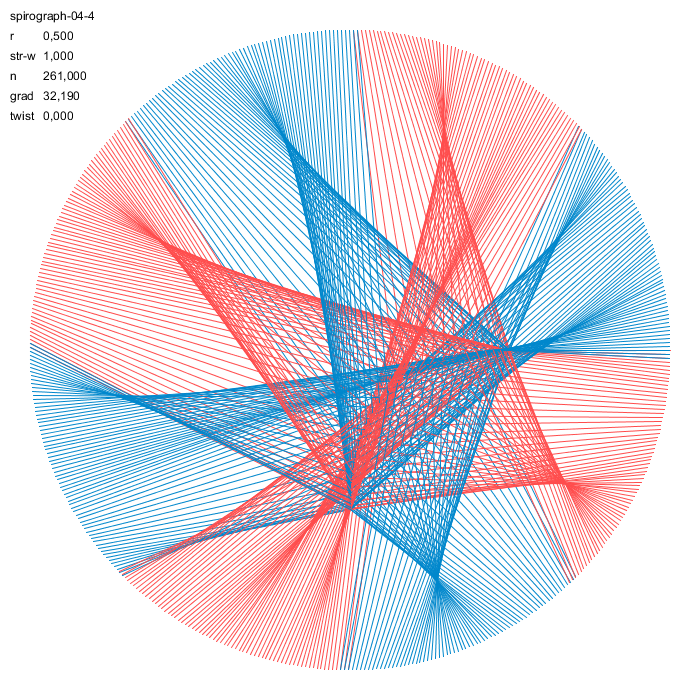 spirograph-04-4
r 0,500
str-w 1,000
n 261,000
grad 32,190
twist 0,000